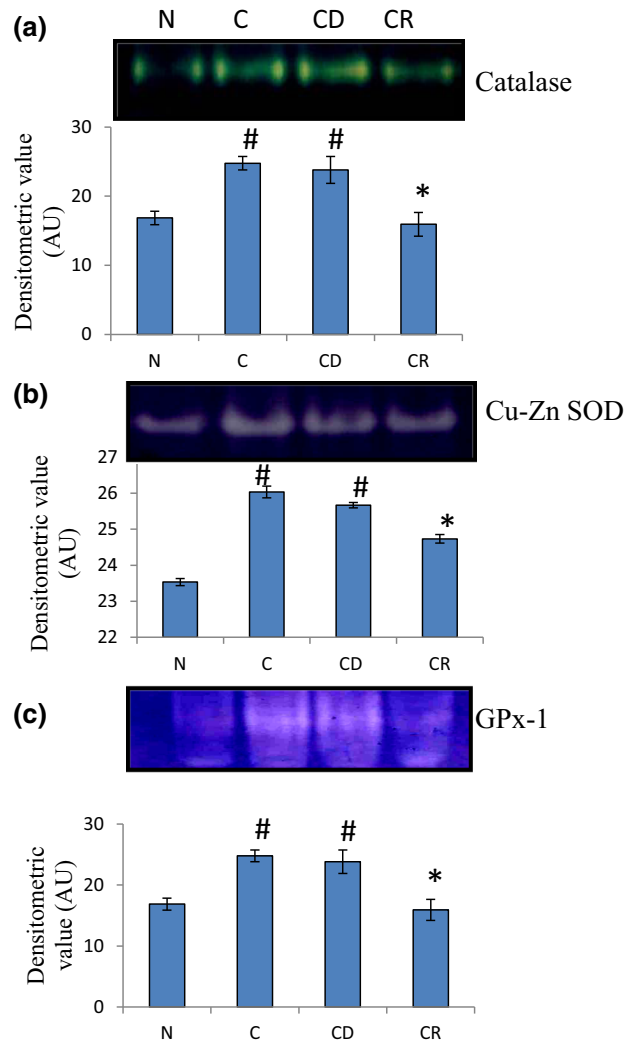 (a)
N C CD CR
Catalase
Densitometric value
(AU)
30
20
10
0
# # *
N C CD CR
(b)
Cu-Zn SOD
Densitometric value
(AU)
27
26
25
24
23
22
# # *
N C CD CR
(c)
GPx-1
Densitometric
value (AU)
30
20
10
0
# # *
N C CD CR